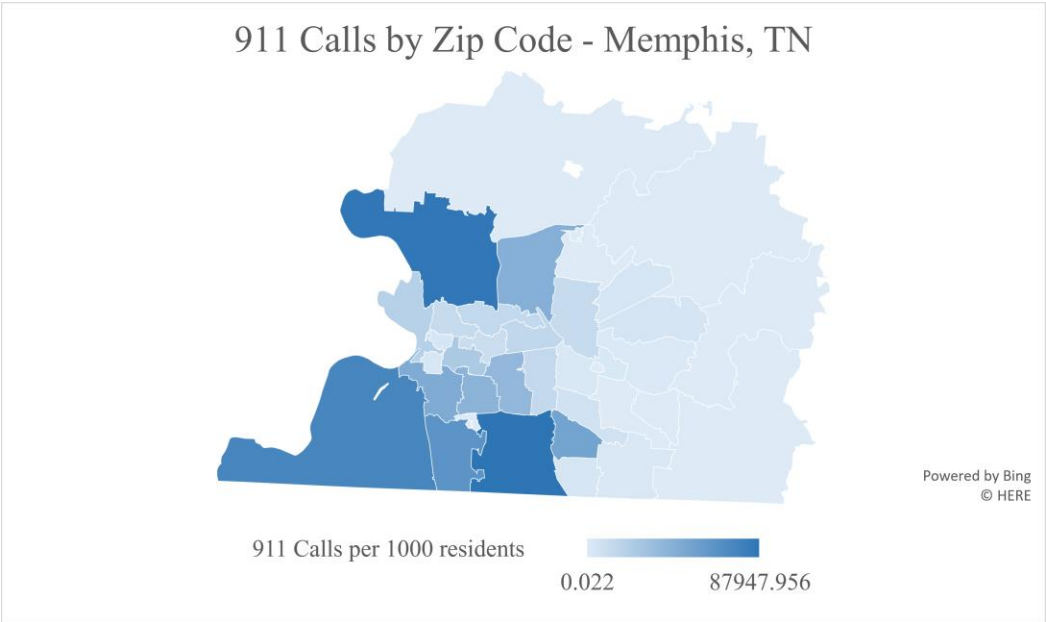 911 Calls by Zip Code - Memphis, TN
Powered by Bing
© HERE
911 Calls per 1000 residents
0.022
87947.956